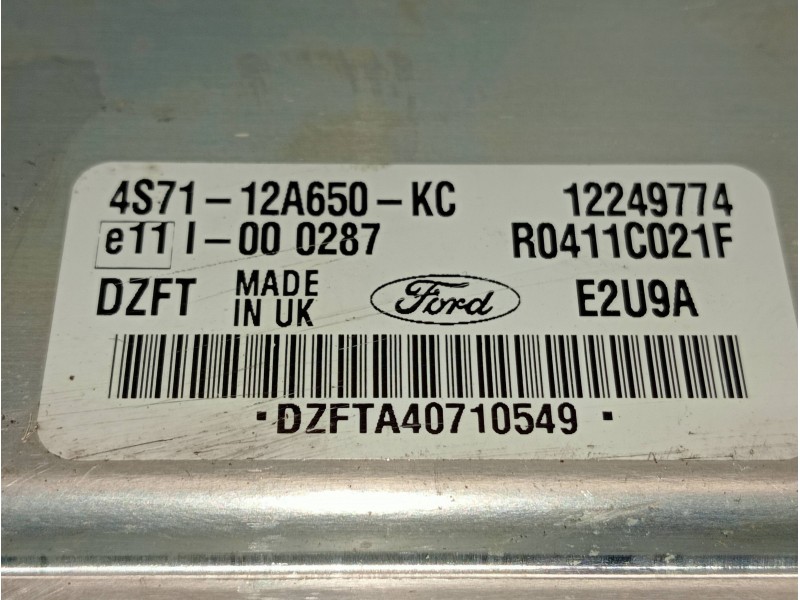 4S71-12A650-KC 12249774
e11 I-00 0287 R0411C021F
DZFT MADE IN UK Ford E2U9A
·DZFTA40710549·